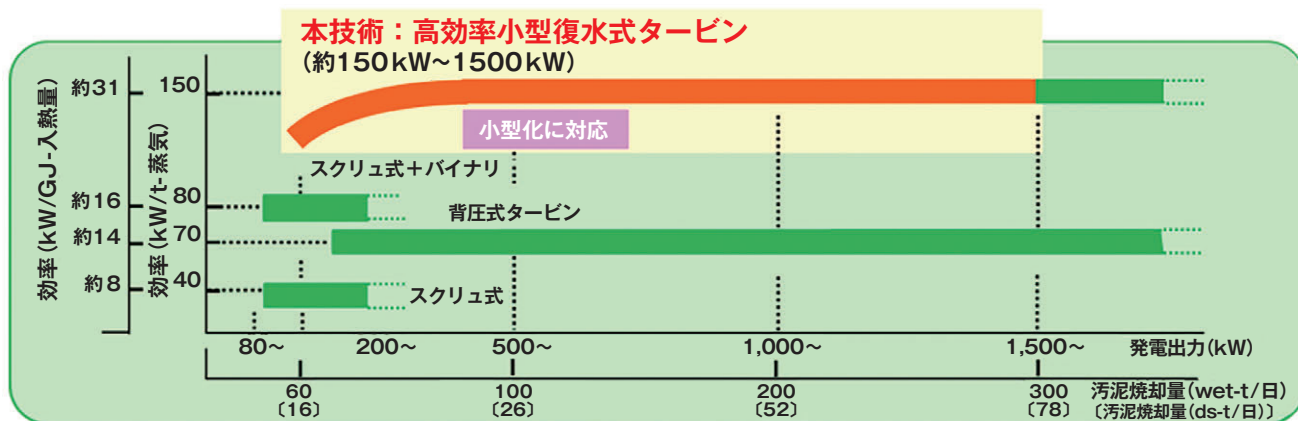 本技術：高効率小型復水式タービン
(約150kW～1500kW)
効率(kW/GJ-入熱量)
約31
約16
約14
約8
効率(kW/t-蒸気)
150
80
70
40
小型化に対応
スクリュ式＋バイナリ
背圧式タービン
スクリュ式
80～ 200～ 500～ 1,000～ 1,500～ 発電出力(kW)
60 100 200 300 汚泥焼却量(wet-t/日)
〔16〕 〔26〕 〔52〕 〔78〕 〔汚泥焼却量(ds-t/日)〕